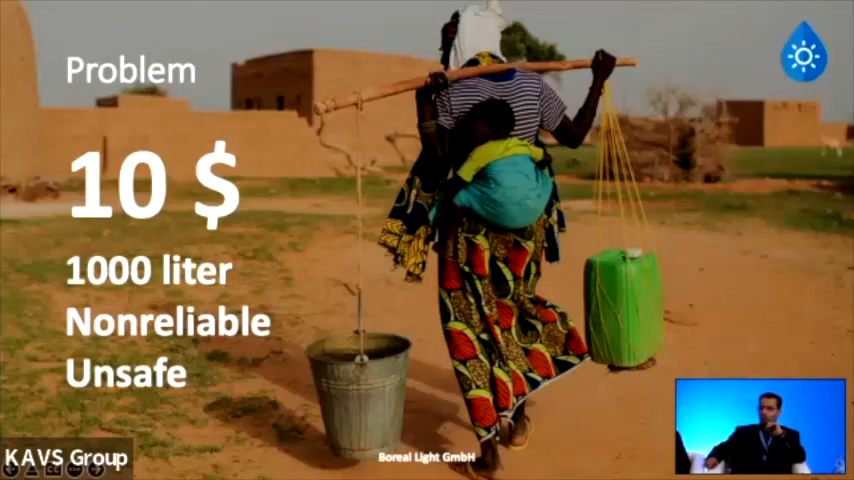 Problem
10 $
1000 liter
Nonreliable
Unsafe
KAVS Group
Boreal Light GmbH